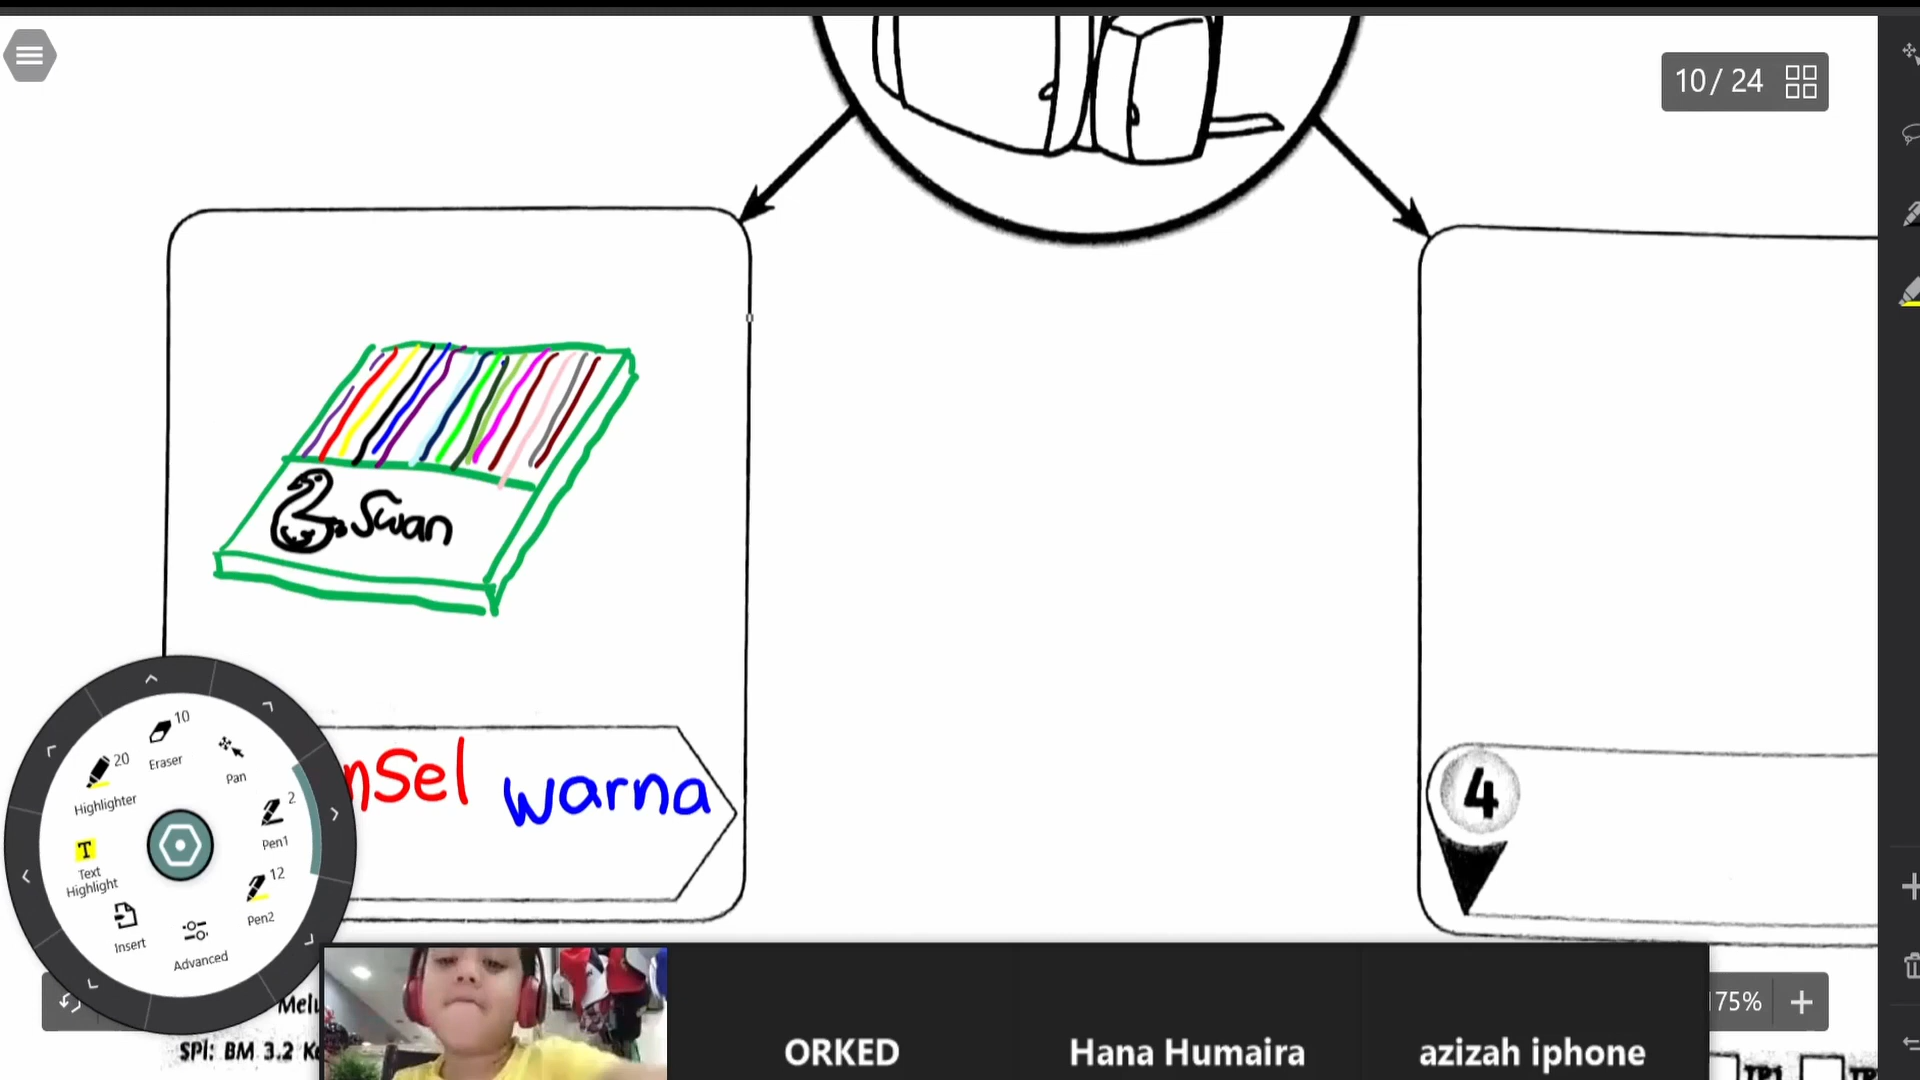 10 / 24
Swan
nsel warna
4
10
Eraser
Pan
20
Highlighter
2
Pen1
T
Text
Highlight
12
Pen2
Insert
Advanced
SPI: BM 3.2
ORKED
Hana Humaira
azizah iphone
75%
TP1